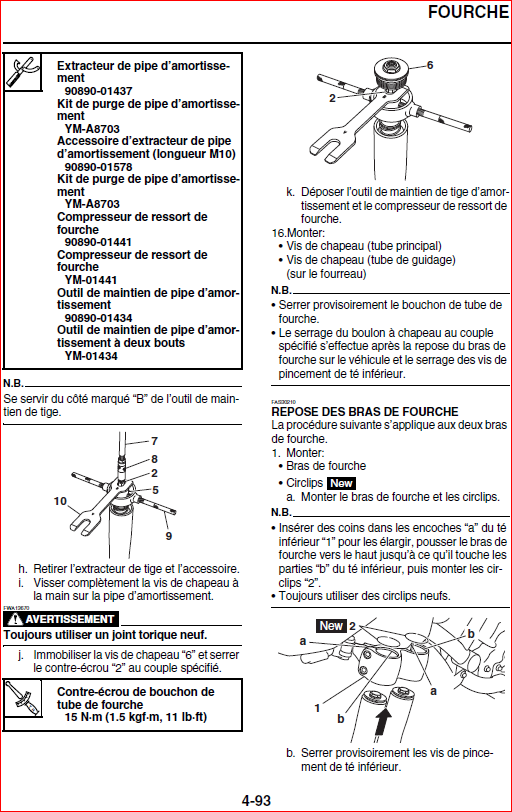 FOURCHE
Extracteur de pipe d'amortisse-
ment
90890-01437
Kit de purge de pipe d'amortisse-
ment
YM-A8703
Accessoire d'extracteur de pipe
d'amortissement (longueur M10)
90890-01578
Kit de purge de pipe d'amortisse-
ment
YM-A8703
Compresseur de ressort de
fourche
90890-01441
Compresseur de ressort de
fourche
YM-01441
Outil de maintien de pipe d'amor-
tissement
90890-01434
Outil de maintien de pipe d'amor-
tissement à deux bouts
YM-01434
N.B.
Se servir du côté marqué “B” de l'outil de main-
tien de tige.
7
8
2
5
10
9
h. Retirer l'extracteur de tige et l'accessoire.
i. Visser complètement la vis de chapeau à
la main sur la pipe d'amortissement.
FWA13670
AVERTISSEMENT
Toujours utiliser un joint torique neuf.
j. Immobiliser la vis de chapeau “6” et serrer
le contre-écrou “2” au couple spécifié.
Contre-écrou de bouchon de
tube de fourche
15 N·m (1.5 kgf·m, 11 lb·ft)
6
2
k. Déposer l'outil de maintien de tige d'amor-
tissement et le compresseur de ressort de
fourche.
16.Monter:
• Vis de chapeau (tube principal)
• Vis de chapeau (tube de guidage)
(sur le fourreau)
N.B.
• Serrer provisoirement le bouchon de tube de
fourche.
• Le serrage du boulon à chapeau au couple
spécifié s'effectue après la repose du bras de
fourche sur le véhicule et le serrage des vis de
pincement de té inférieur.
FAS30210
REPOSE DES BRAS DE FOURCHE
La procédure suivante s'applique aux deux bras
de fourche.
1. Monter:
• Bras de fourche
• Circlips New
a. Monter le bras de fourche et les circlips.
N.B.
• Insérer des coins dans les encoches “a” du té
inférieur “1” pour les élargir, pousser le bras de
fourche vers le haut jusqu'à ce qu'il touche les
parties “b” du té inférieur, puis monter les cir-
clips “2”.
• Toujours utiliser des circlips neufs.
New 2
a
b
a
1
b
b. Serrer provisoirement les vis de pince-
ment de té inférieur.
4-93